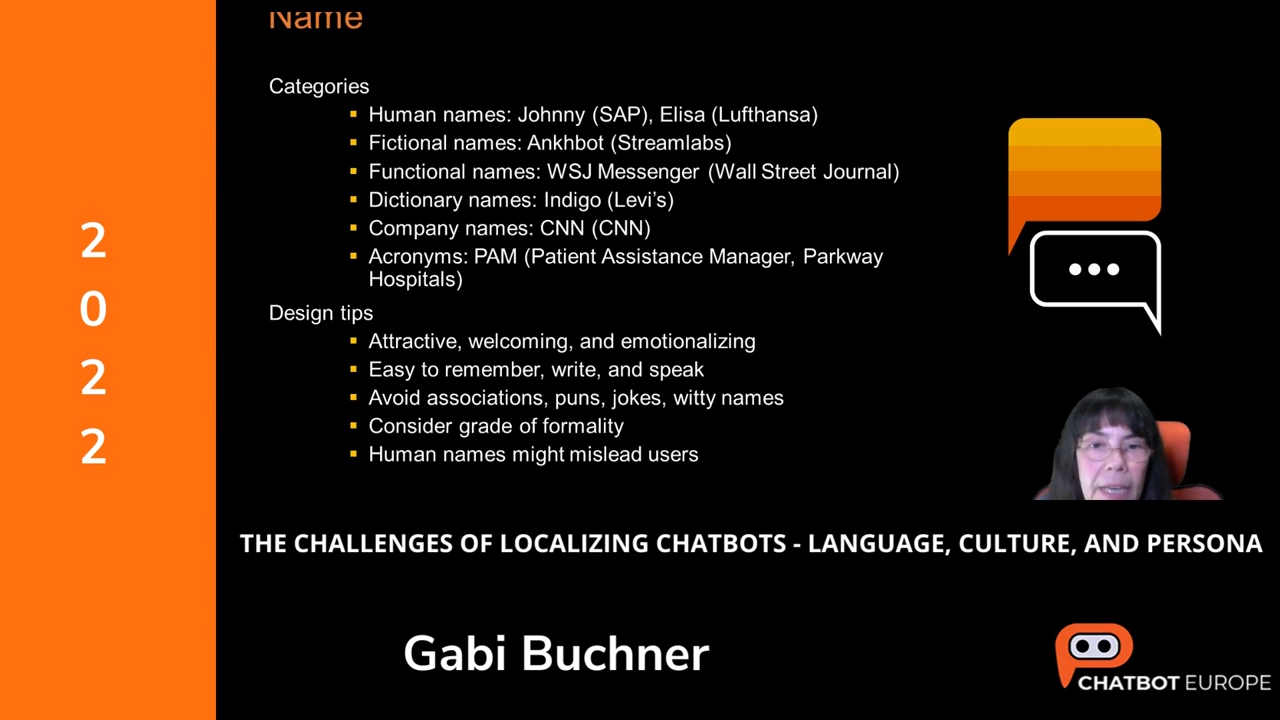 2
0
2
2
Name
Categories
▪ Human names: Johnny (SAP), Elisa (Lufthansa)
▪ Fictional names: Ankhbot (Streamlabs)
▪ Functional names: WSJ Messenger (Wall Street Journal)
▪ Dictionary names: Indigo (Levi’s)
▪ Company names: CNN (CNN)
▪ Acronyms: PAM (Patient Assistance Manager, Parkway
Hospitals)
Design tips
▪ Attractive, welcoming, and emotionalizing
▪ Easy to remember, write, and speak
▪ Avoid associations, puns, jokes, witty names
▪ Consider grade of formality
▪ Human names might mislead users
THE CHALLENGES OF LOCALIZING CHATBOTS - LANGUAGE, CULTURE, AND PERSONA
Gabi Buchner
CHATBOT EUROPE